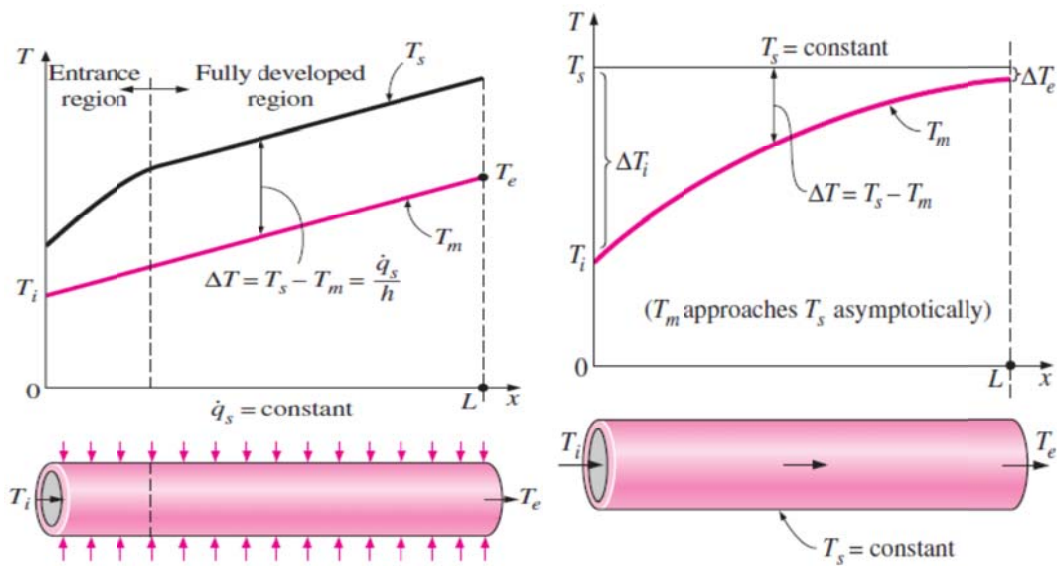 T
T_s
Entrance
region
Fully developed
region
T_e
T_m
ΔT = T_s − T_m = q̇_s/h
T_i
0
L
x
q̇_s = constant
T_i
T_e
T
T_s = constant
T_s
ΔT_e
T_m
ΔT_i
ΔT = T_s − T_m
T_i
(T_m approaches T_s asymptotically)
0
L
x
T_i
T_e
T_s = constant